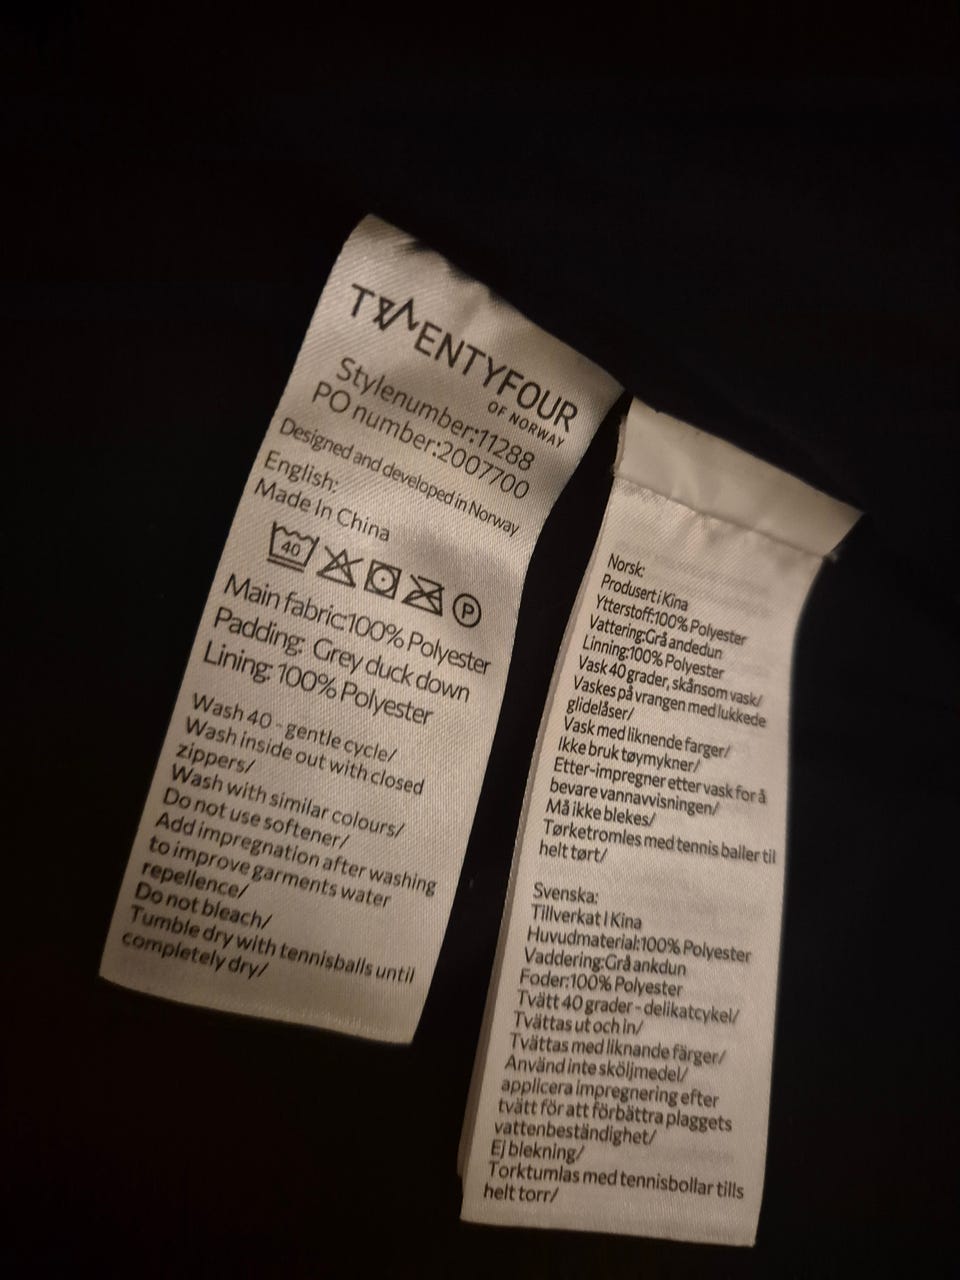 TWENTYFOUR
OF NORWAY
Stylenumber:11288
PO number:2007700
Designed and developed in Norway
English:
Made In China
40 P
Main fabric:100% Polyester
Padding: Grey duck down
Lining: 100% Polyester
Wash 40 - gentle cycle/
Wash inside out with closed
zippers/
Wash with similar colours/
Do not use softener/
Add impregnation after washing
to improve garments water
repellence/
Do not bleach/
Tumble dry with tennisballs until
completely dry/
Norsk:
Produsert i Kina
Ytterstoff:100% Polyester
Vattering:Grå andedun
Linning:100% Polyester
Vask 40 grader, skånsom vask/
Vaskes på vrangen med lukkede
glidelåser/
Vask med liknende farger/
Ikke bruk tøymykner/
Etter-impregner etter vask for å
bevare vannavvisningen/
Må ikke blekes/
Tørketromles med tennis baller til
helt tørt/
Svenska:
Tillverkat I Kina
Huvudmaterial:100% Polyester
Vaddering:Grå ankdun
Foder:100% Polyester
Tvätt 40 grader - delikatcykel/
Tvättas ut och in/
Tvättas med liknande färger/
Använd inte sköljmedel/
applicera impregnering efter
tvätt för att förbättra plaggets
vattenbeständighet/
Ej blekning/
Torktumlas med tennisbollar tills
helt torr/